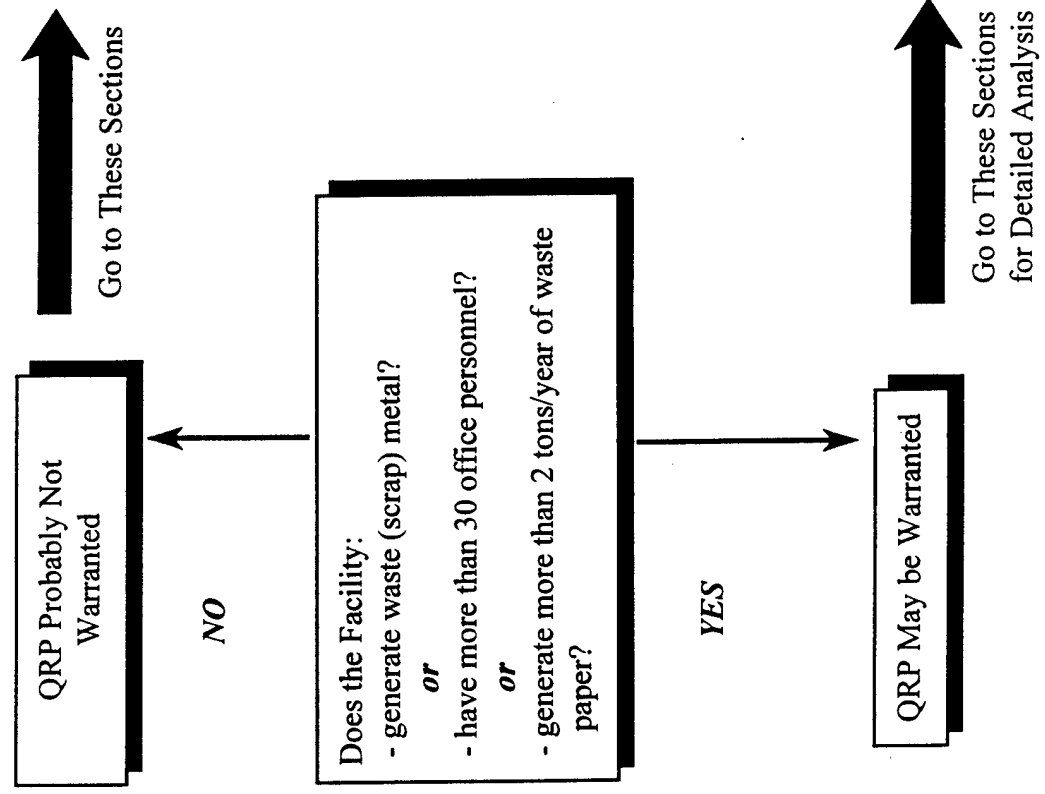 QRP Probably Not
Warranted
Go to These Sections
NO
Does the Facility:
- generate waste (scrap) metal?
or
- have more than 30 office personnel?
or
- generate more than 2 tons/year of waste
paper?
YES
QRP May be Warranted
Go to These Sections
for Detailed Analysis